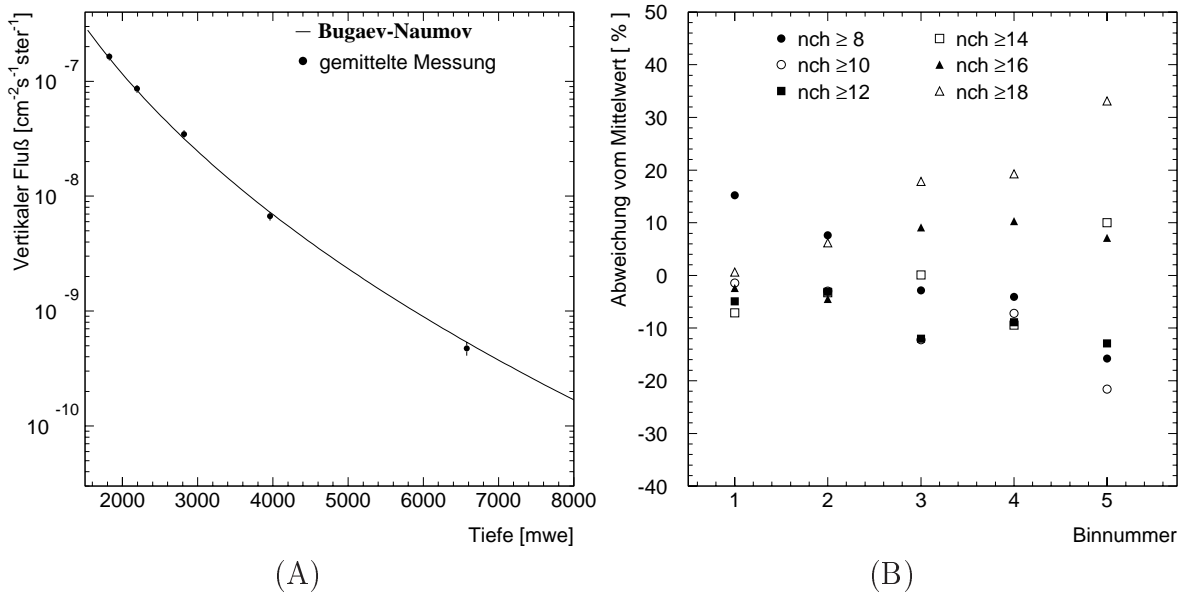 Vertikaler Fluß [cm-2s-1ster-1]
10-7
10-8
10-9
10-10
Bugaev-Naumov
gemittelte Messung
2000 3000 4000 5000 6000 7000 8000
Tiefe [mwe]
(A)
Abweichung vom Mittelwert [ % ]
50
40
30
20
10
0
-10
-20
-30
-40
nch ≥ 8
nch ≥10
nch ≥12
nch ≥14
nch ≥16
nch ≥18
1 2 3 4 5
Binnummer
(B)